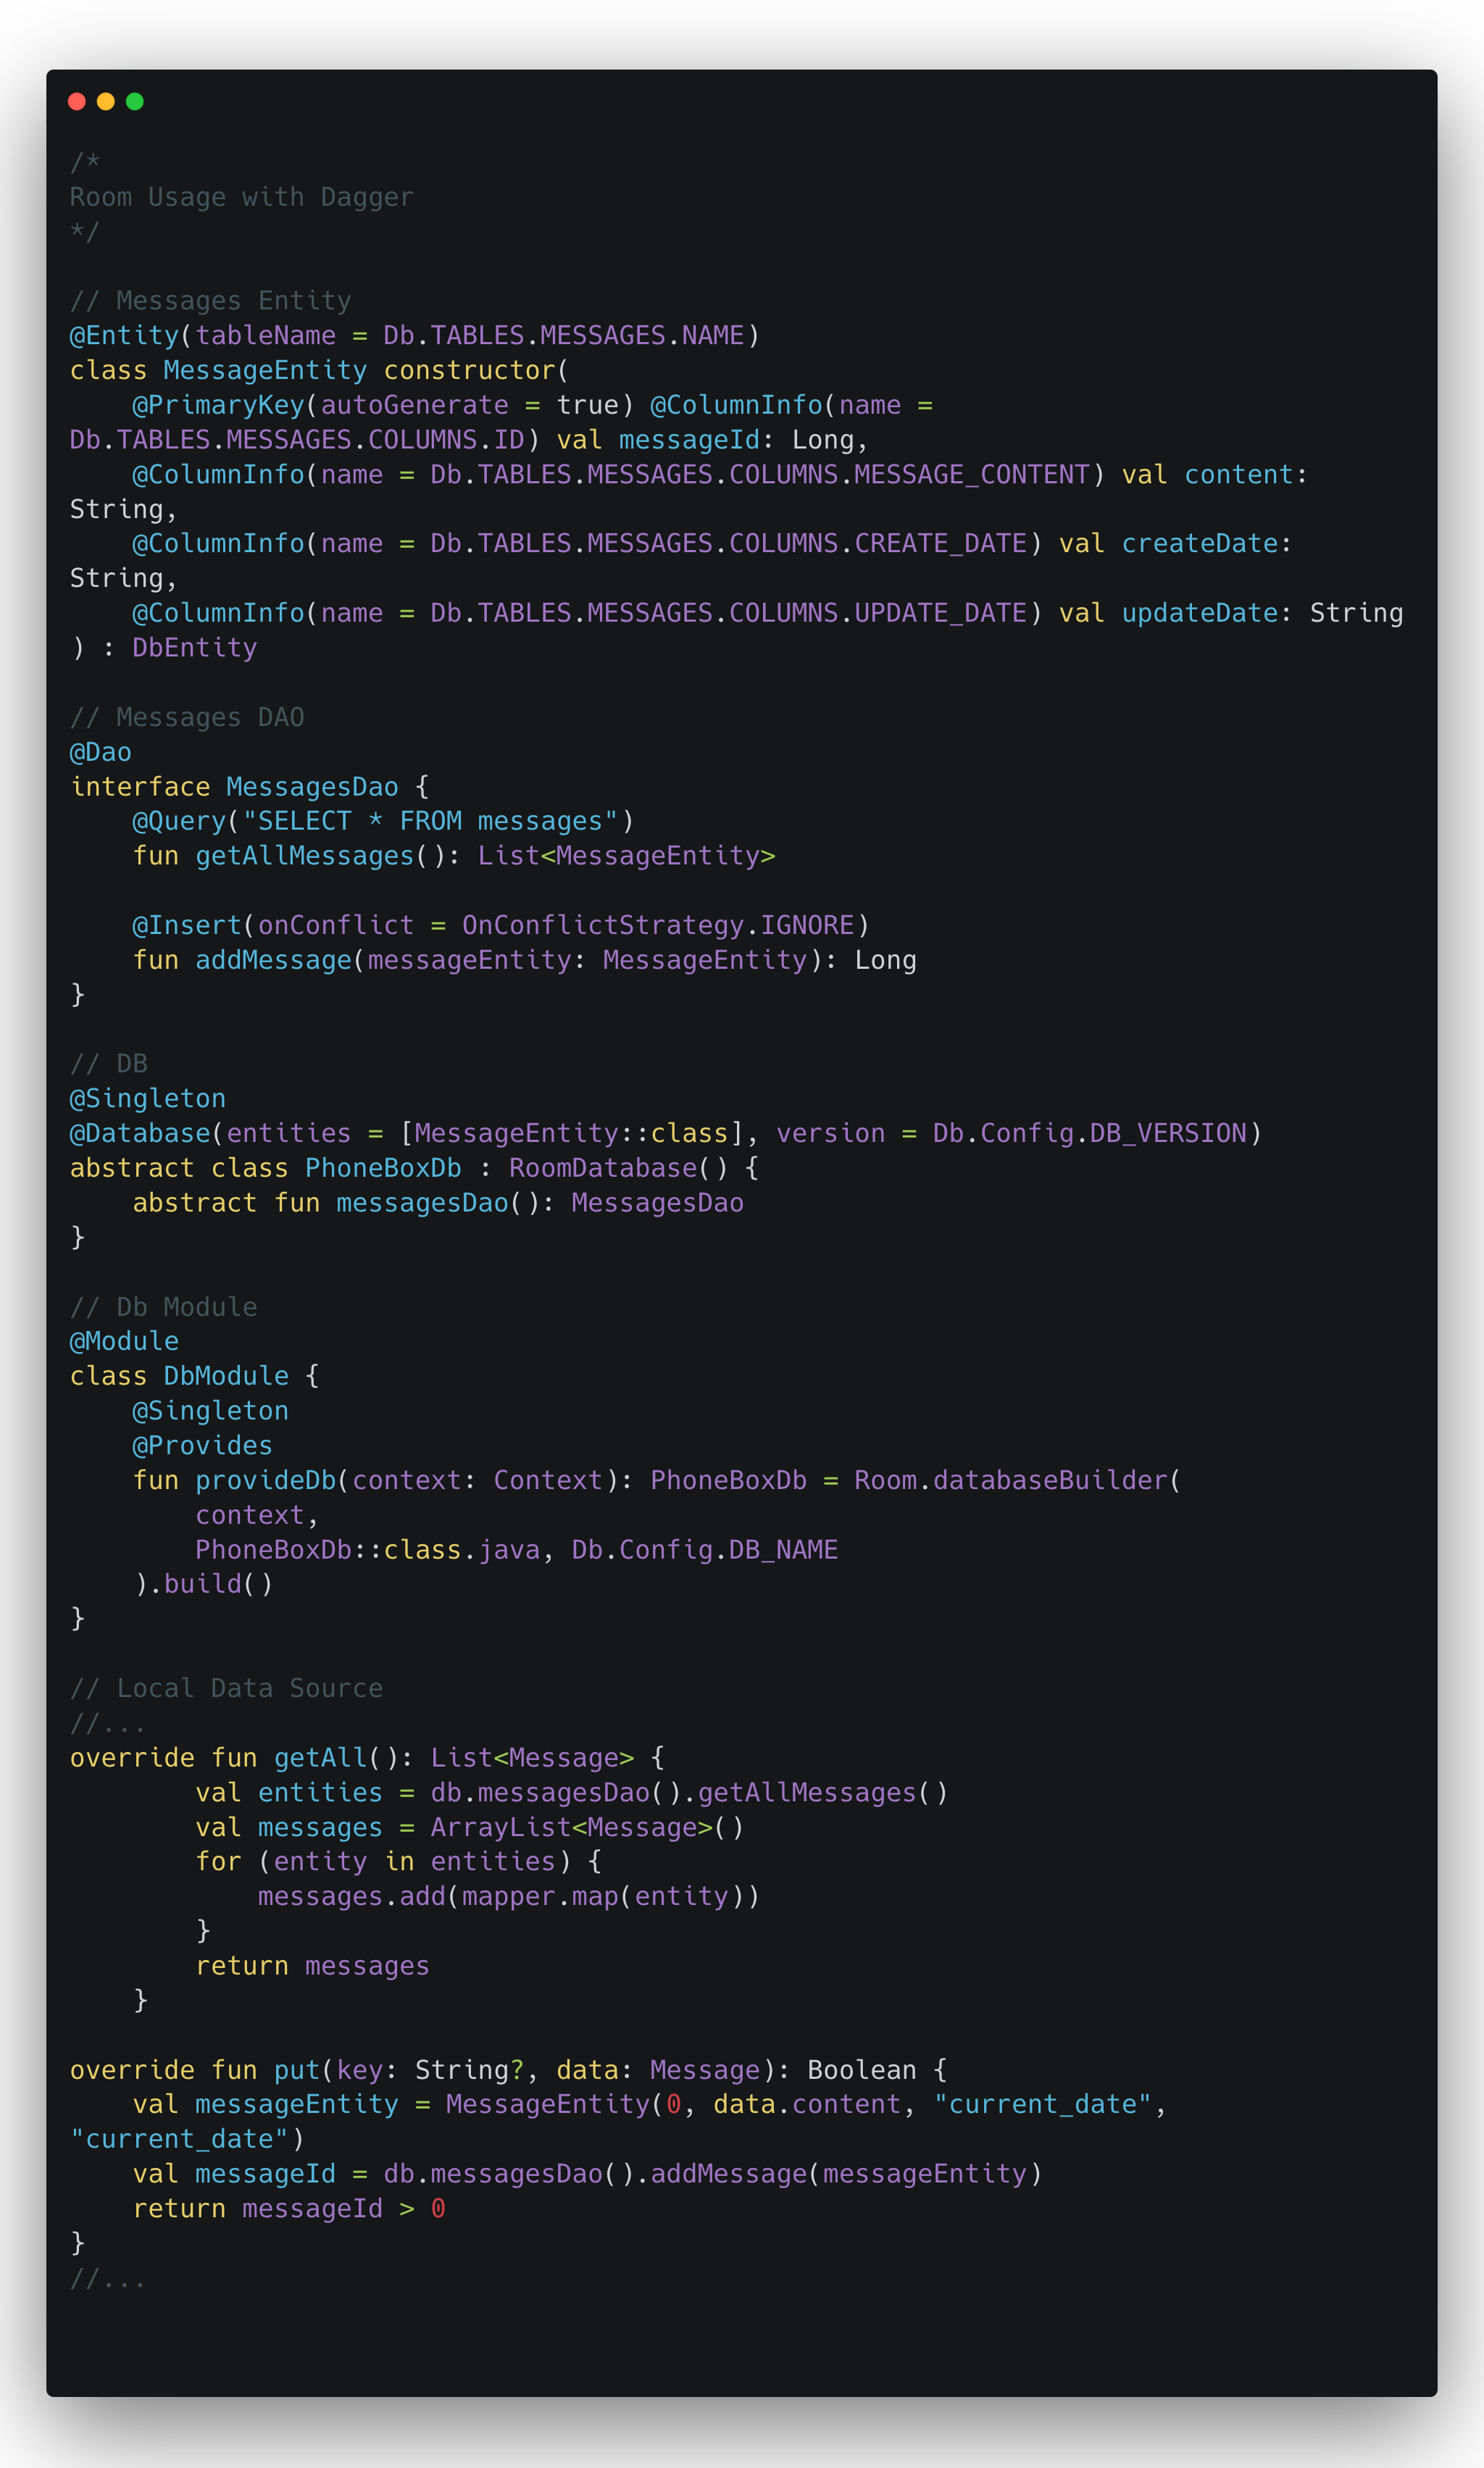 /*
Room Usage with Dagger
*/

// Messages Entity
@Entity(tableName = Db.TABLES.MESSAGES.NAME)
class MessageEntity constructor(
    @PrimaryKey(autoGenerate = true) @ColumnInfo(name =
Db.TABLES.MESSAGES.COLUMNS.ID) val messageId: Long,
    @ColumnInfo(name = Db.TABLES.MESSAGES.COLUMNS.MESSAGE_CONTENT) val content:
String,
    @ColumnInfo(name = Db.TABLES.MESSAGES.COLUMNS.CREATE_DATE) val createDate:
String,
    @ColumnInfo(name = Db.TABLES.MESSAGES.COLUMNS.UPDATE_DATE) val updateDate: String
) : DbEntity

// Messages DAO
@Dao
interface MessagesDao {
    @Query("SELECT * FROM messages")
    fun getAllMessages(): List<MessageEntity>

    @Insert(onConflict = OnConflictStrategy.IGNORE)
    fun addMessage(messageEntity: MessageEntity): Long
}

// DB
@Singleton
@Database(entities = [MessageEntity::class], version = Db.Config.DB_VERSION)
abstract class PhoneBoxDb : RoomDatabase() {
    abstract fun messagesDao(): MessagesDao
}

// Db Module
@Module
class DbModule {
    @Singleton
    @Provides
    fun provideDb(context: Context): PhoneBoxDb = Room.databaseBuilder(
        context,
        PhoneBoxDb::class.java, Db.Config.DB_NAME
    ).build()
}

// Local Data Source
//...
override fun getAll(): List<Message> {
        val entities = db.messagesDao().getAllMessages()
        val messages = ArrayList<Message>()
        for (entity in entities) {
            messages.add(mapper.map(entity))
        }
        return messages
    }

override fun put(key: String?, data: Message): Boolean {
    val messageEntity = MessageEntity(0, data.content, "current_date",
"current_date")
    val messageId = db.messagesDao().addMessage(messageEntity)
    return messageId > 0
}
//...